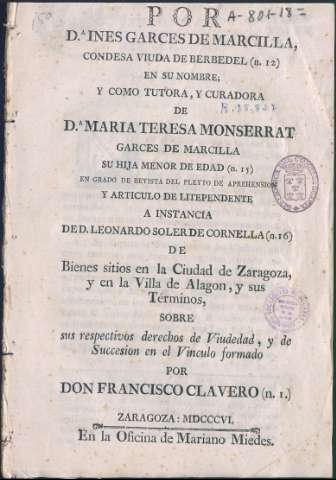 POR
A-801-18=
D.ª INES GARCES DE MARCILLA,
CONDESA VIUDA DE BERBEDEL (n. 12)
EN SU NOMBRE;
Y COMO TUTORA, Y CURADORA
DE
D.ª MARIA TERESA MONSERRAT
GARCES DE MARCILLA
SU HIJA MENOR DE EDAD (n. 15)
EN GRADO DE REVISTA DEL PLEYTO DE APREHENSION
Y ARTICULO DE LITEPENDENTE
A INSTANCIA
DE D. LEONARDO SOLER DE CORNELLA (n. 16)
DE
Bienes sitios en la Ciudad de Zaragoza,
y en la Villa de Alagon, y sus
Términos,
SOBRE
sus respectivos derechos de Viudedad, y de
Succesion en el Vinculo formado
POR
DON FRANCISCO CLAVERO (n. 1.)
ZARAGOZA: MDCCCVI.
En la Oficina de Mariano Miedes.